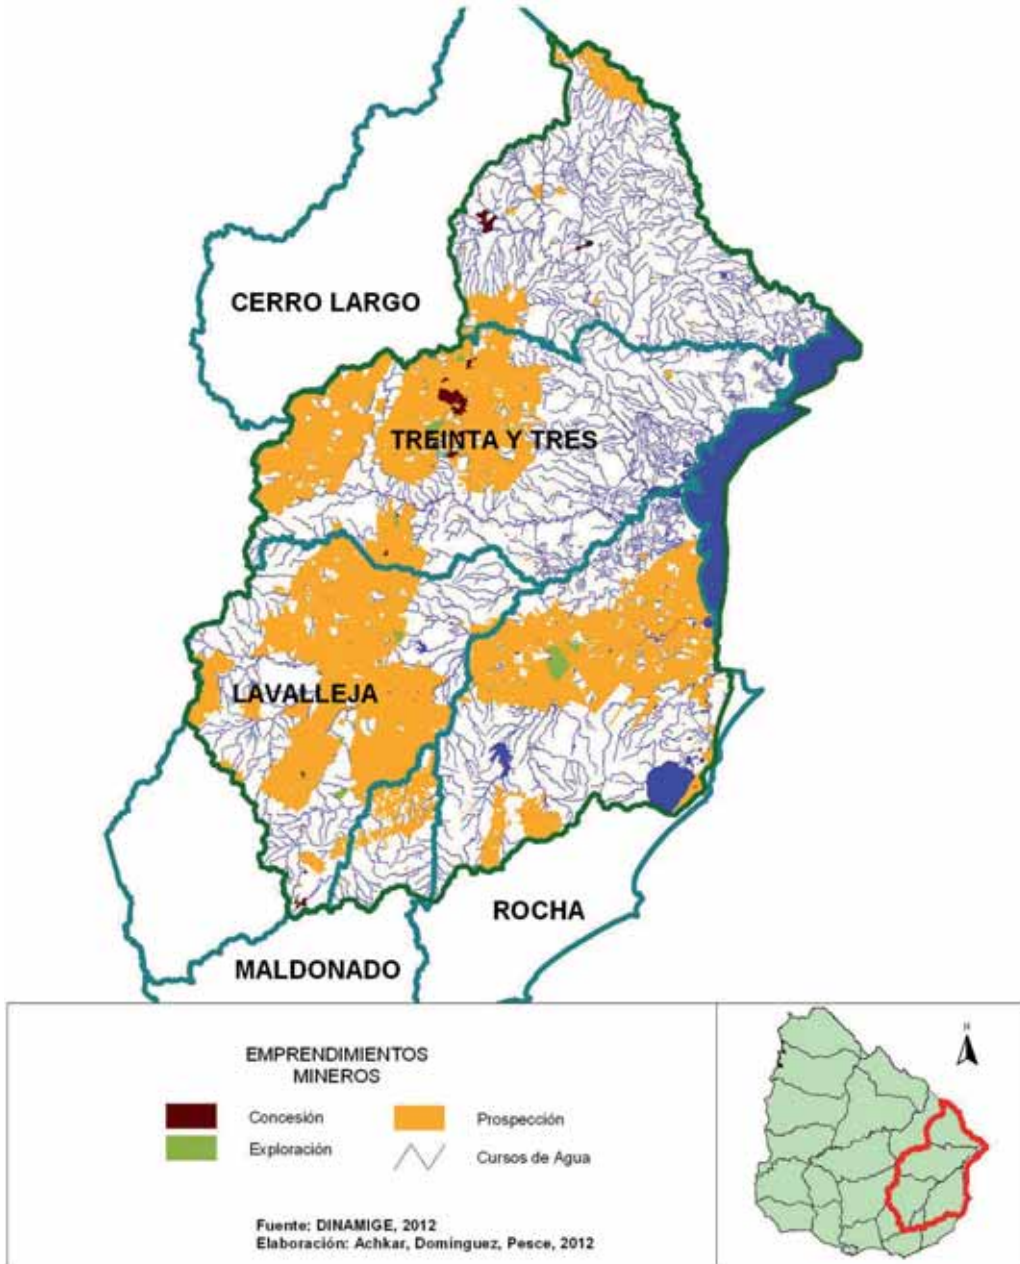 CERRO LARGO
TREINTA Y TRES
LAVALLEJA
ROCHA
MALDONADO
EMPRENDIMIENTOS
MINEROS
Concesión
Prospección
Exploración
Cursos de Agua
Fuente: DINAMIGE, 2012
Elaboración: Achkar, Dominguez, Pesce, 2012
N